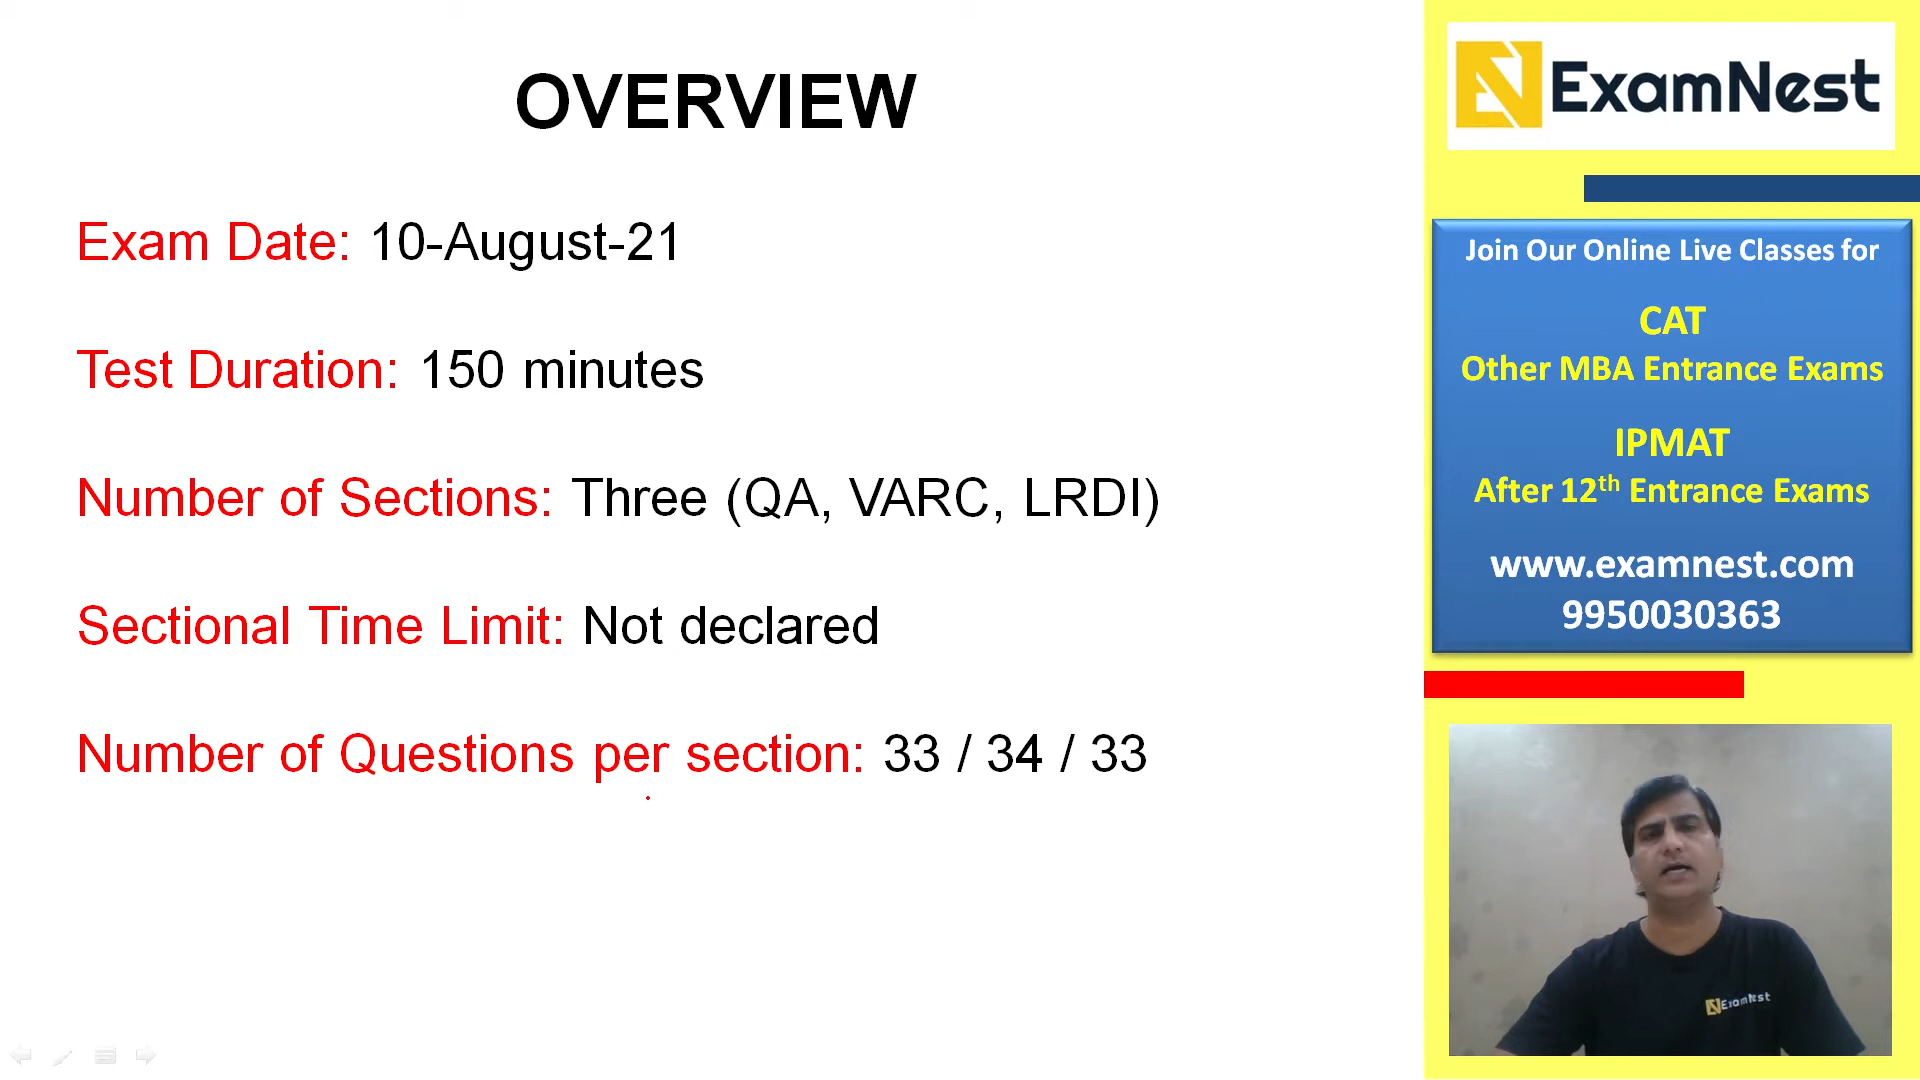 OVERVIEW
Exam Date: 10-August-21
Test Duration: 150 minutes
Number of Sections: Three (QA, VARC, LRDI)
Sectional Time Limit: Not declared
Number of Questions per section: 33 / 34 / 33
ExamNest
Join Our Online Live Classes for
CAT
Other MBA Entrance Exams
IPMAT
After 12th Entrance Exams
www.examnest.com
9950030363
ExamNest